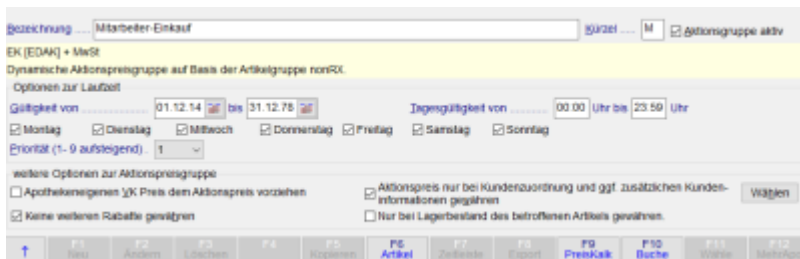 Bezeichnung ..... Mitarbeiter-Einkauf Kürzel ..... M Aktionsgruppe aktiv
EK [EDAK] + MwSt
Dynamische Aktionspreisgruppe auf Basis der Artikelgruppe nonRX.
Optionen zur Laufzeit
Gültigkeit von ..................... 01.12.14 bis 31.12.78 Tagesgültigkeit von ........... 00:00 Uhr bis 23:59 Uhr
Montag Dienstag Mittwoch Donnerstag Freitag Samstag Sonntag
Priorität (1- 9 aufsteigend) . 1
weitere Optionen zur Aktionspreisgruppe
Apothekeneigenen VK Preis dem Aktionspreis vorziehen
Aktionspreis nur bei Kundenzuordnung und ggf. zusätzlichen Kunden-
informationen gewähren
Wählen
Keine weiteren Rabatte gewähren Nur bei Lagerbestand des betroffenen Artikels gewähren.
F1 F2 F3 F4 F5 F6 F7 F8 F9 F10 F11 F12
Neu Ändern Löschen Kopieren Artikel Zeitleiste Export PreisKalk Buche Wähle